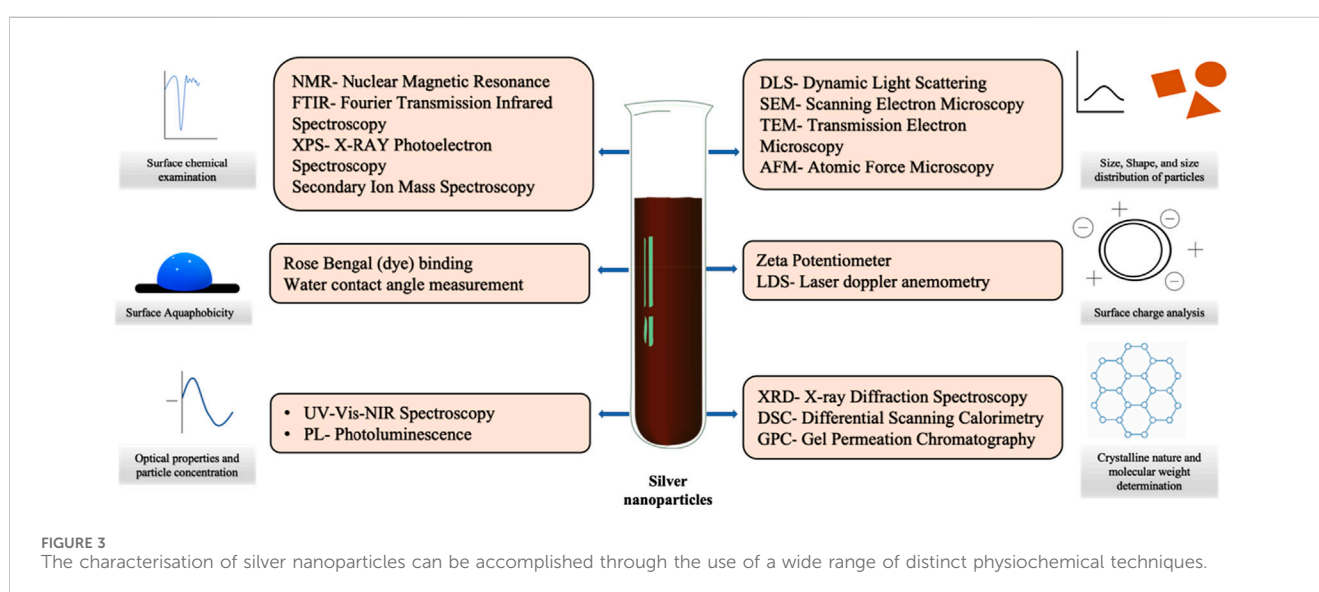 NMR- Nuclear Magnetic Resonance
FTIR- Fourier Transmission Infrared
Spectroscopy
XPS- X-RAY Photoelectron
Spectroscopy
Secondary Ion Mass Spectroscopy
Surface chemical
examination
DLS- Dynamic Light Scattering
SEM- Scanning Electron Microscopy
TEM- Transmission Electron
Microscopy
AFM- Atomic Force Microscopy
Size, Shape, and size
distribution of particles
Rose Bengal (dye) binding
Water contact angle measurement
Surface Aquaphobicity
Zeta Potentiometer
LDS- Laser doppler anemometry
Surface charge analysis
• UV-Vis-NIR Spectroscopy
• PL- Photoluminescence
Optical properties and
particle concentration
XRD- X-ray Diffraction Spectroscopy
DSC- Differential Scanning Calorimetry
GPC- Gel Permeation Chromatography
Crystalline nature and
molecular weight
determination
Silver
nanoparticles
FIGURE 3
The characterisation of silver nanoparticles can be accomplished through the use of a wide range of distinct physiochemical techniques.